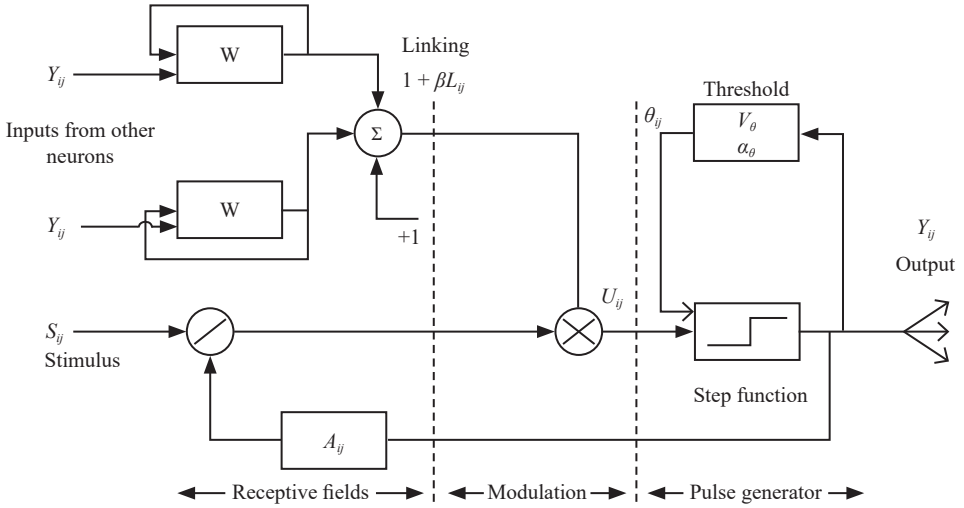 W
Y_ij
Linking
1 + βL_ij
Inputs from other
neurons
Σ
+1
W
Y_ij
Threshold
θ_ij
V_θ
α_θ
Y_ij
Output
U_ij
S_ij
Stimulus
Step function
A_ij
Receptive fields
Modulation
Pulse generator